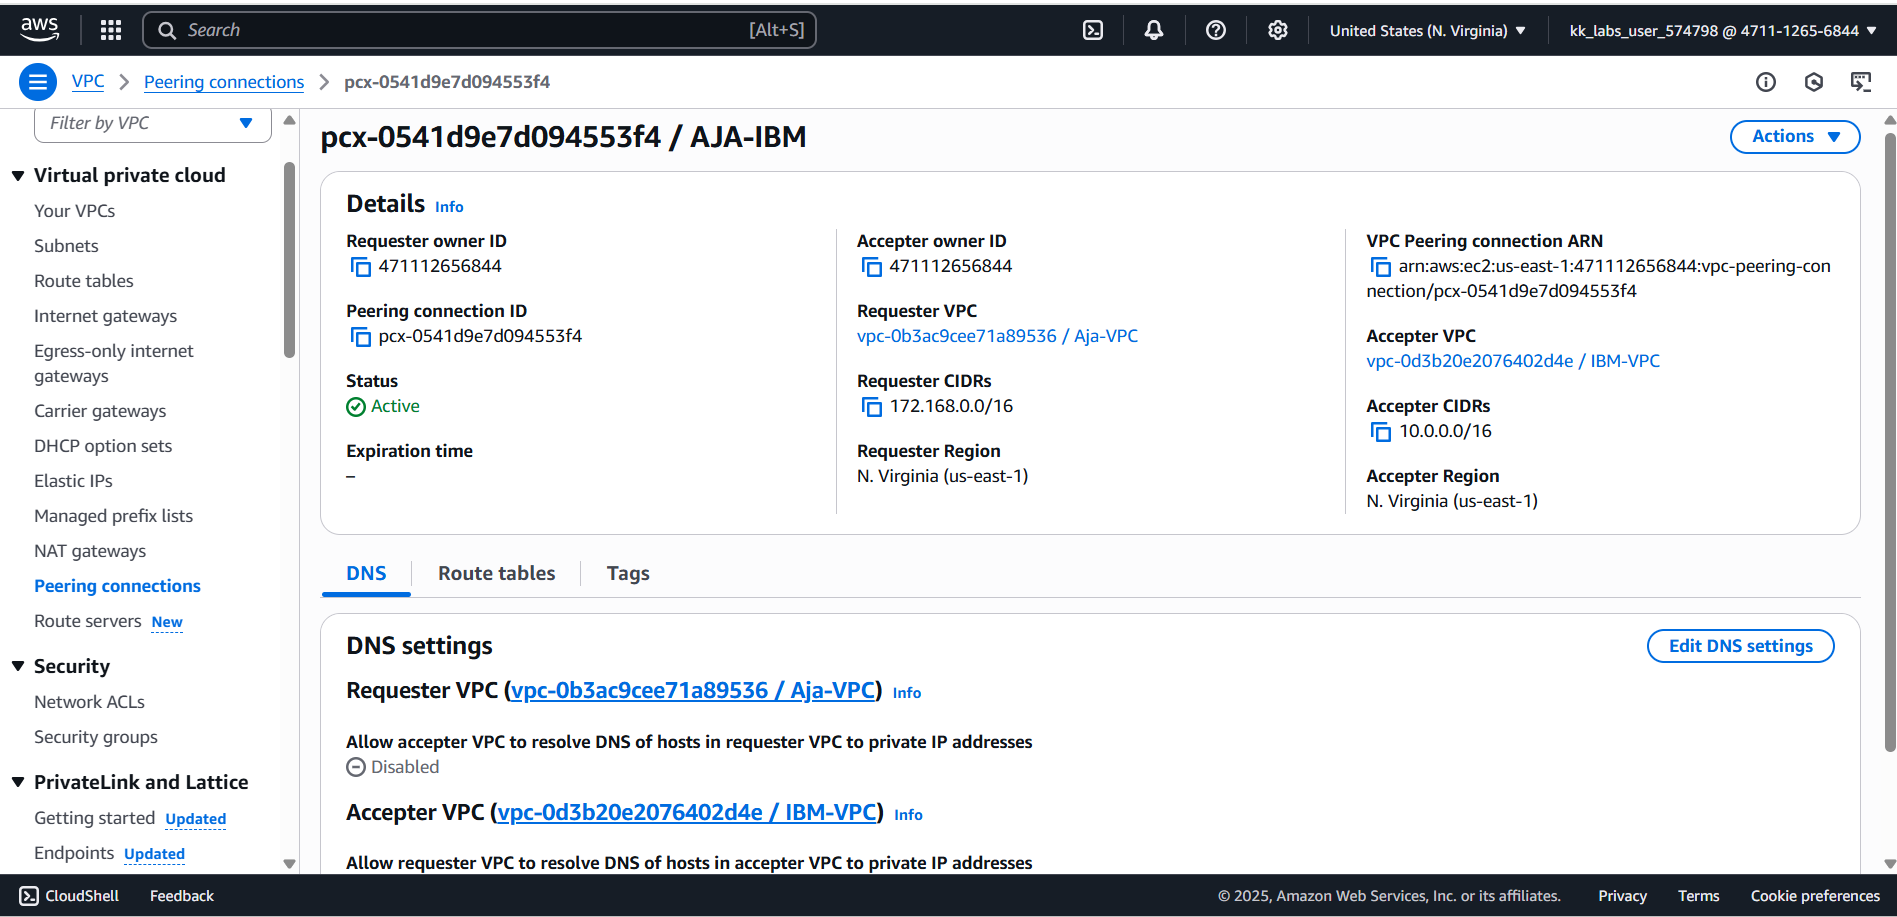 aws
Search [Alt+S] United States (N. Virginia) kk_labs_user_574798 @ 4711-1265-6844
VPC Peering connections pcx-0541d9e7d094553f4
Filter by VPC
Virtual private cloud
Your VPCs
Subnets
Route tables
Internet gateways
Egress-only internet
gateways
Carrier gateways
DHCP option sets
Elastic IPs
Managed prefix lists
NAT gateways
Peering connections
Route servers New
Security
Network ACLs
Security groups
PrivateLink and Lattice
Getting started Updated
Endpoints Updated
pcx-0541d9e7d094553f4 / AJA-IBM
Actions
Details Info
Requester owner ID
471112656844
Peering connection ID
pcx-0541d9e7d094553f4
Status
Active
Expiration time
–
Accepter owner ID
471112656844
Requester VPC
vpc-0b3ac9cee71a89536 / Aja-VPC
Requester CIDRs
172.168.0.0/16
Requester Region
N. Virginia (us-east-1)
VPC Peering connection ARN
arn:aws:ec2:us-east-1:471112656844:vpc-peering-con
nection/pcx-0541d9e7d094553f4
Accepter VPC
vpc-0d3b20e2076402d4e / IBM-VPC
Accepter CIDRs
10.0.0.0/16
Accepter Region
N. Virginia (us-east-1)
DNS Route tables Tags
DNS settings
Edit DNS settings
Requester VPC (vpc-0b3ac9cee71a89536 / Aja-VPC) Info
Allow accepter VPC to resolve DNS of hosts in requester VPC to private IP addresses
Disabled
Accepter VPC (vpc-0d3b20e2076402d4e / IBM-VPC) Info
Allow requester VPC to resolve DNS of hosts in accepter VPC to private IP addresses
CloudShell Feedback © 2025, Amazon Web Services, Inc. or its affiliates. Privacy Terms Cookie preferences